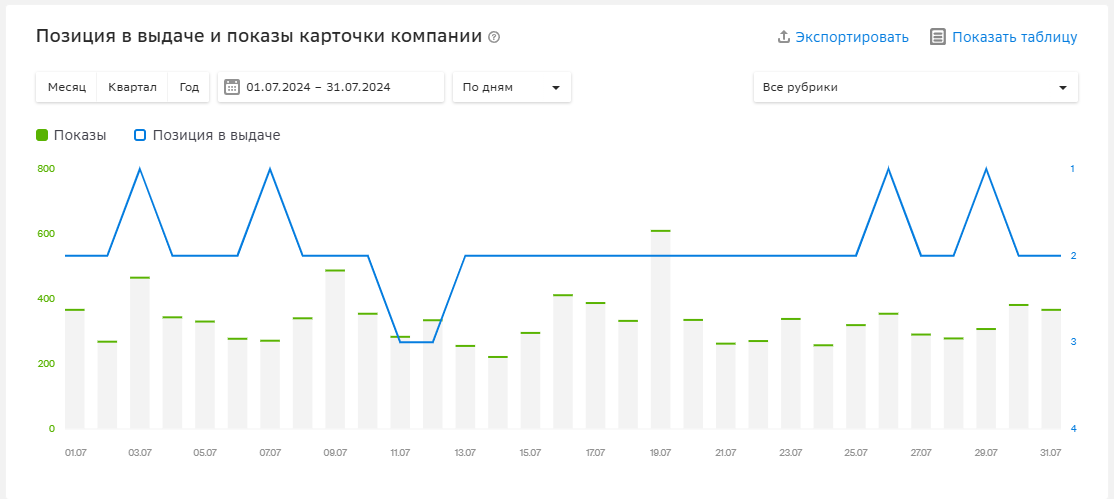 Позиция в выдаче и показы карточки компании ?
Экспортировать Показать таблицу
Месяц Квартал Год 01.07.2024 – 31.07.2024 По дням Все рубрики
Показы Позиция в выдаче
800 1
600
2
400
3
200
0 4
01.07 03.07 05.07 07.07 09.07 11.07 13.07 15.07 17.07 19.07 21.07 23.07 25.07 27.07 29.07 31.07